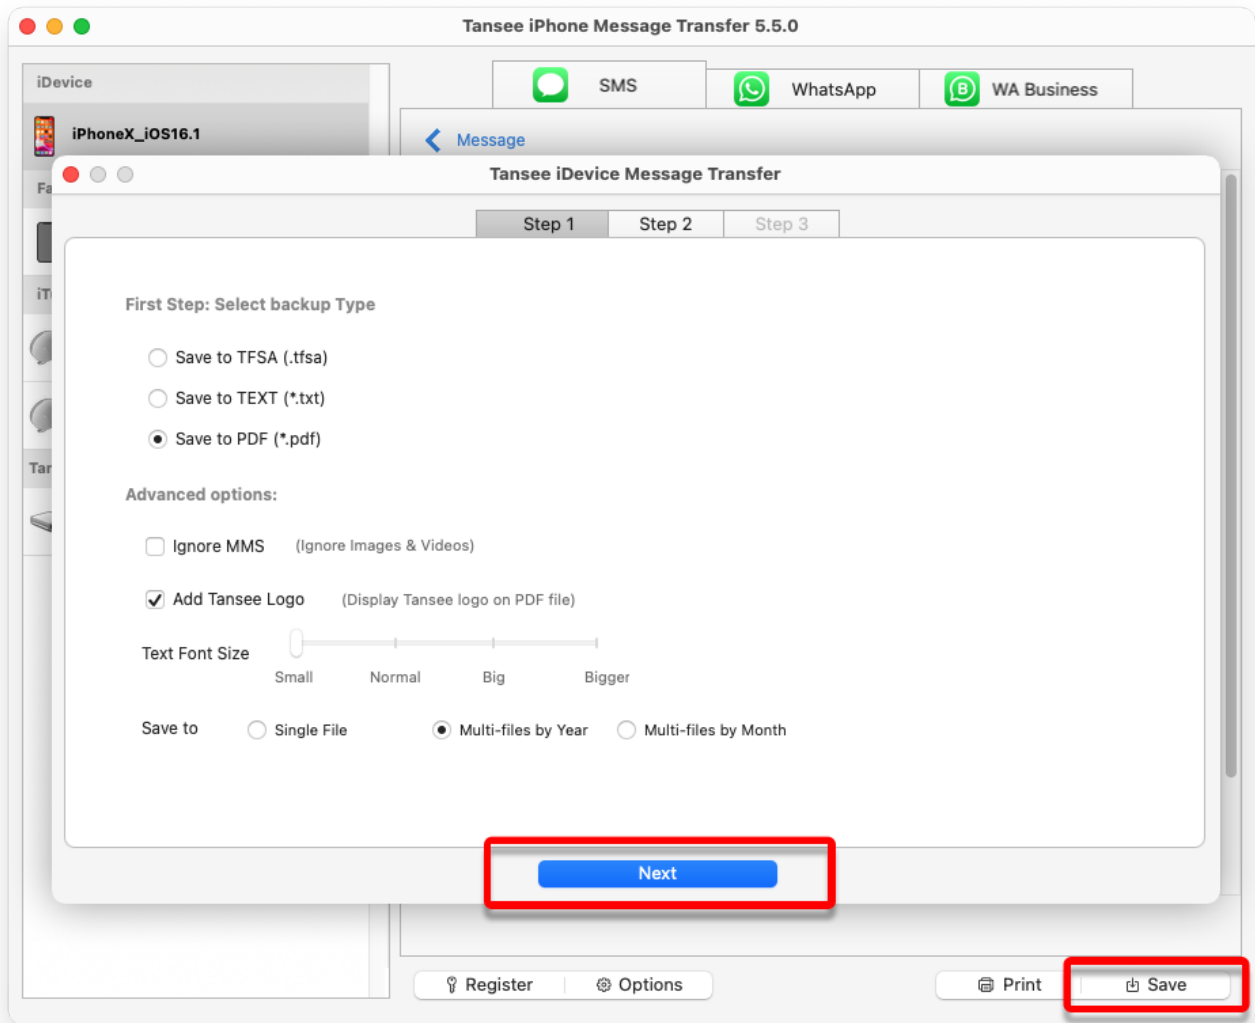 Tansee iPhone Message Transfer 5.5.0
iDevice
SMS
WhatsApp
WA Business
iPhoneX_iOS16.1
Message
Tansee iDevice Message Transfer
Fa
Step 1
Step 2
Step 3
iTu
First Step: Select backup Type
Save to TFSA (.tfsa)
Save to TEXT (*.txt)
Save to PDF (*.pdf)
Tan
Advanced options:
Ignore MMS (Ignore Images & Videos)
Add Tansee Logo (Display Tansee logo on PDF file)
Text Font Size
Small Normal Big Bigger
Save to Single File Multi-files by Year Multi-files by Month
Next
Register Options Print Save